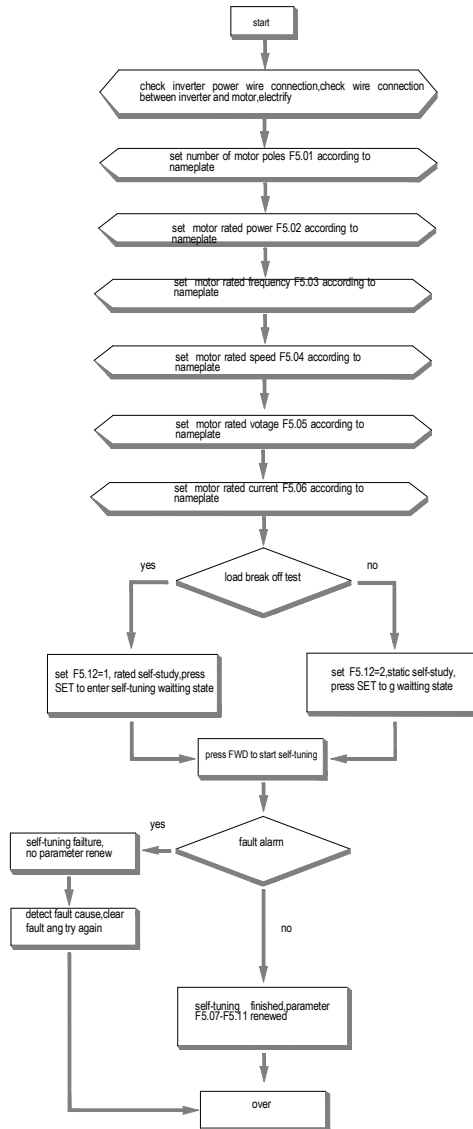 start
check inverter power wire connection,check wire connection
between inverter and motor,electrify
set number of motor poles F5.01 according to
nameplate
set motor rated power F5.02 according to
nameplate
set motor rated frequency F5.03 according to
nameplate
set motor rated speed F5.04 according to
nameplate
set motor rated votage F5.05 according to
nameplate
set motor rated current F5.06 according to
nameplate
yes
load break off test
no
set F5.12=1, rated self-study,press
SET to enter self-tuning waitting state
set F5.12=2,static self-study,
press SET to g waitting state
press FWD to start self-tuning
yes
fault alarm
self-tuning failture,
no parameter renew
detect fault cause,clear
fault ang try again
no
self-tuning finished,parameter
F5.07-F5.11 renewed
over